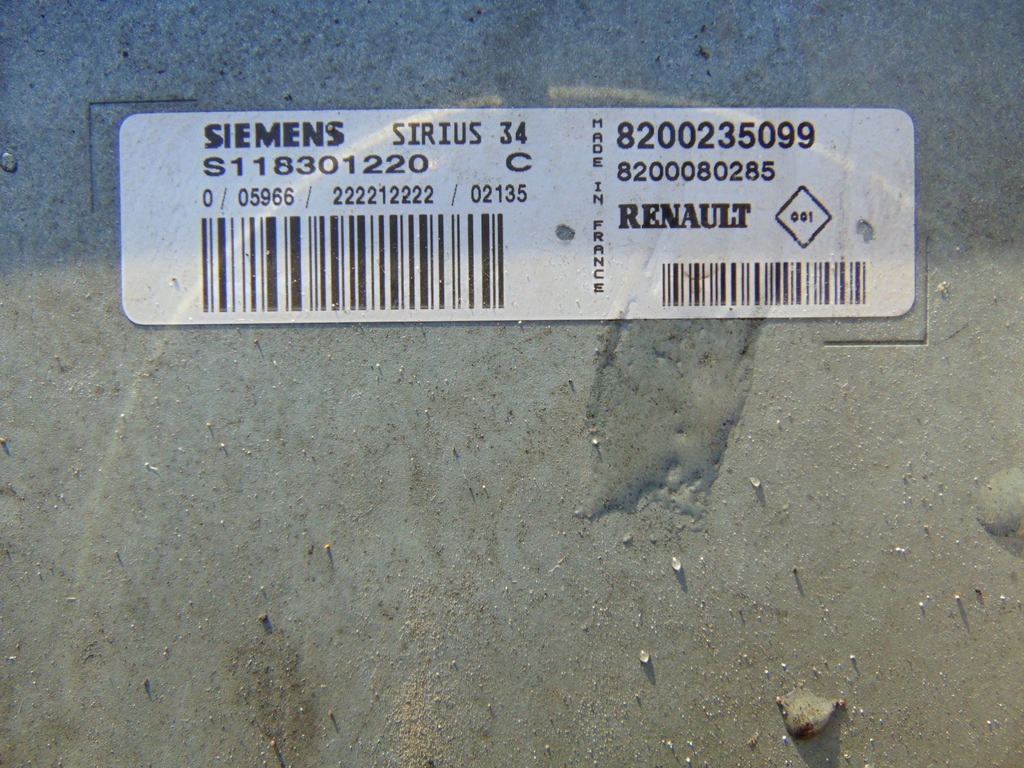 SIEMENS SIRIUS 34
S118301220 C
0 / 05966 / 222212222 / 02135
MADE IN FRANCE
8200235099
8200080285
RENAULT 001